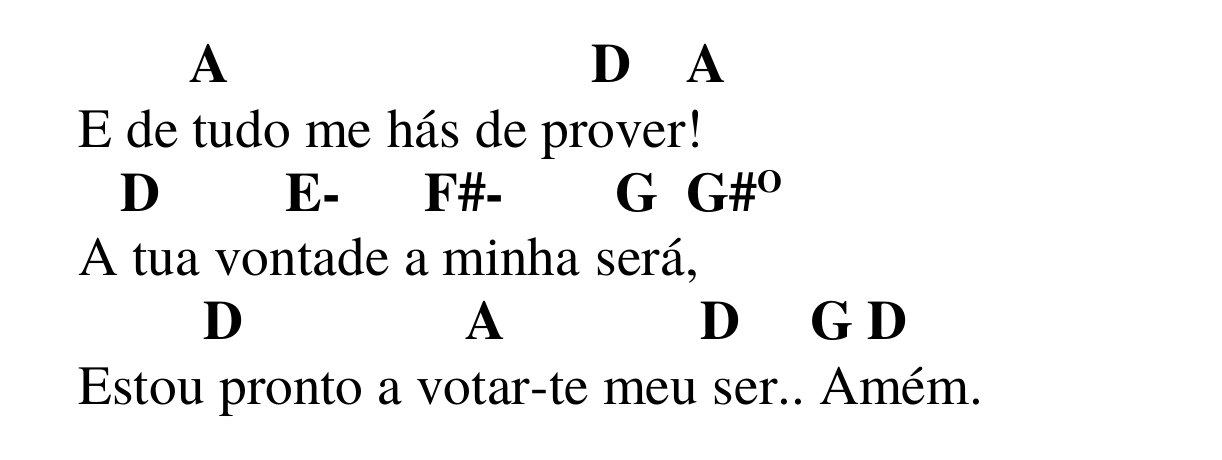 A D A
E de tudo me hás de prover!
D E- F#- G G#º
A tua vontade a minha será,
D A D G D
Estou pronto a votar-te meu ser.. Amém.